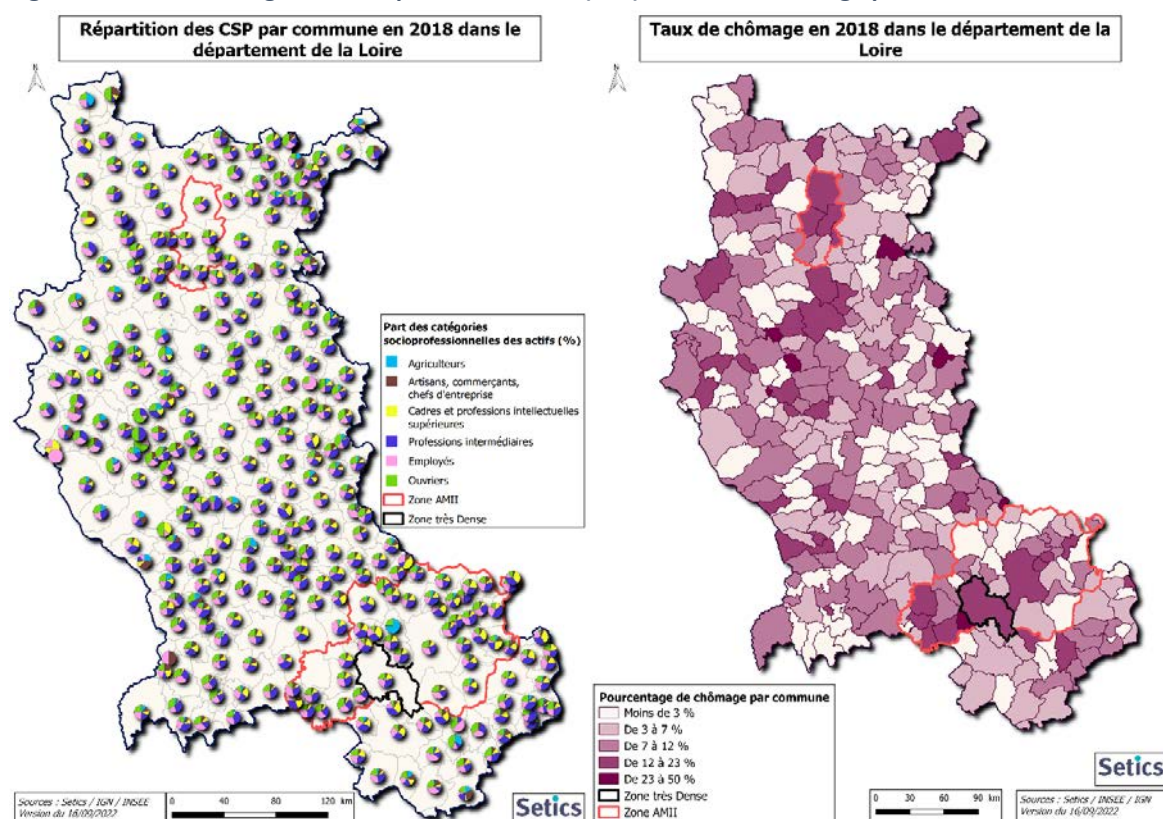 Répartition des CSP par commune en 2018 dans le
département de la Loire
N
Part des catégories
socioprofessionnelles des actifs (%)
Agriculteurs
Artisans, commerçants,
chefs d'entreprise
Cadres et professions intellectuelles
supérieures
Professions intermédiaires
Employés
Ouvriers
Zone AMII
Zone très Dense
Sources : Setics / IGN / INSEE
Version du 16/09/2022
0 40 80 120 km
Setics
Taux de chômage en 2018 dans le département de la
Loire
N
Pourcentage de chômage par commune
Moins de 3 %
De 3 à 7 %
De 7 à 12 %
De 12 à 23 %
De 23 à 50 %
Zone très Dense
Zone AMII
0 30 60 90 km
Setics
Sources : Setics / INSEE / IGN
Version du 16/09/2022